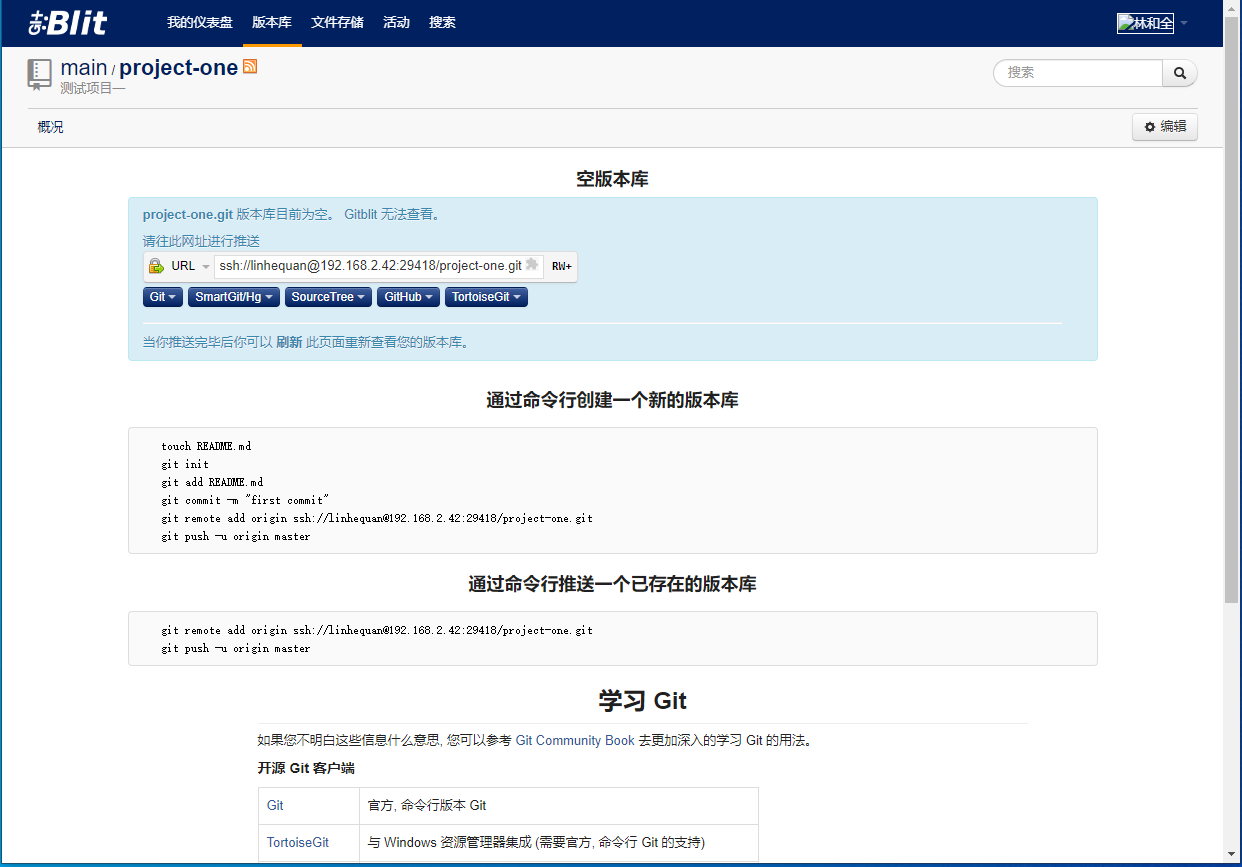 Blit 我的仪表盘 版本库 文件存储 活动 搜索 林和全
main / project-one
测试项目一
搜索
概况 编辑
空版本库
project-one.git 版本库目前为空。 Gitblit 无法查看。
请往此网址进行推送
URL ssh://linhequan@192.168.2.42:29418/project-one.git RW+
Git SmartGit/Hg SourceTree GitHub TortoiseGit
当你推送完毕后你可以 刷新 此页面重新查看您的版本库。
通过命令行创建一个新的版本库
touch README.md
git init
git add README.md
git commit -m "first commit"
git remote add origin ssh://linhequan@192.168.2.42:29418/project-one.git
git push -u origin master
通过命令行推送一个已存在的版本库
git remote add origin ssh://linhequan@192.168.2.42:29418/project-one.git
git push -u origin master
学习 Git
如果您不明白这些信息什么意思, 您可以参考 Git Community Book 去更加深入的学习 Git 的用法。
开源 Git 客户端
Git 官方, 命令行版本 Git
TortoiseGit 与 Windows 资源管理器集成 (需要官方, 命令行 Git 的支持)